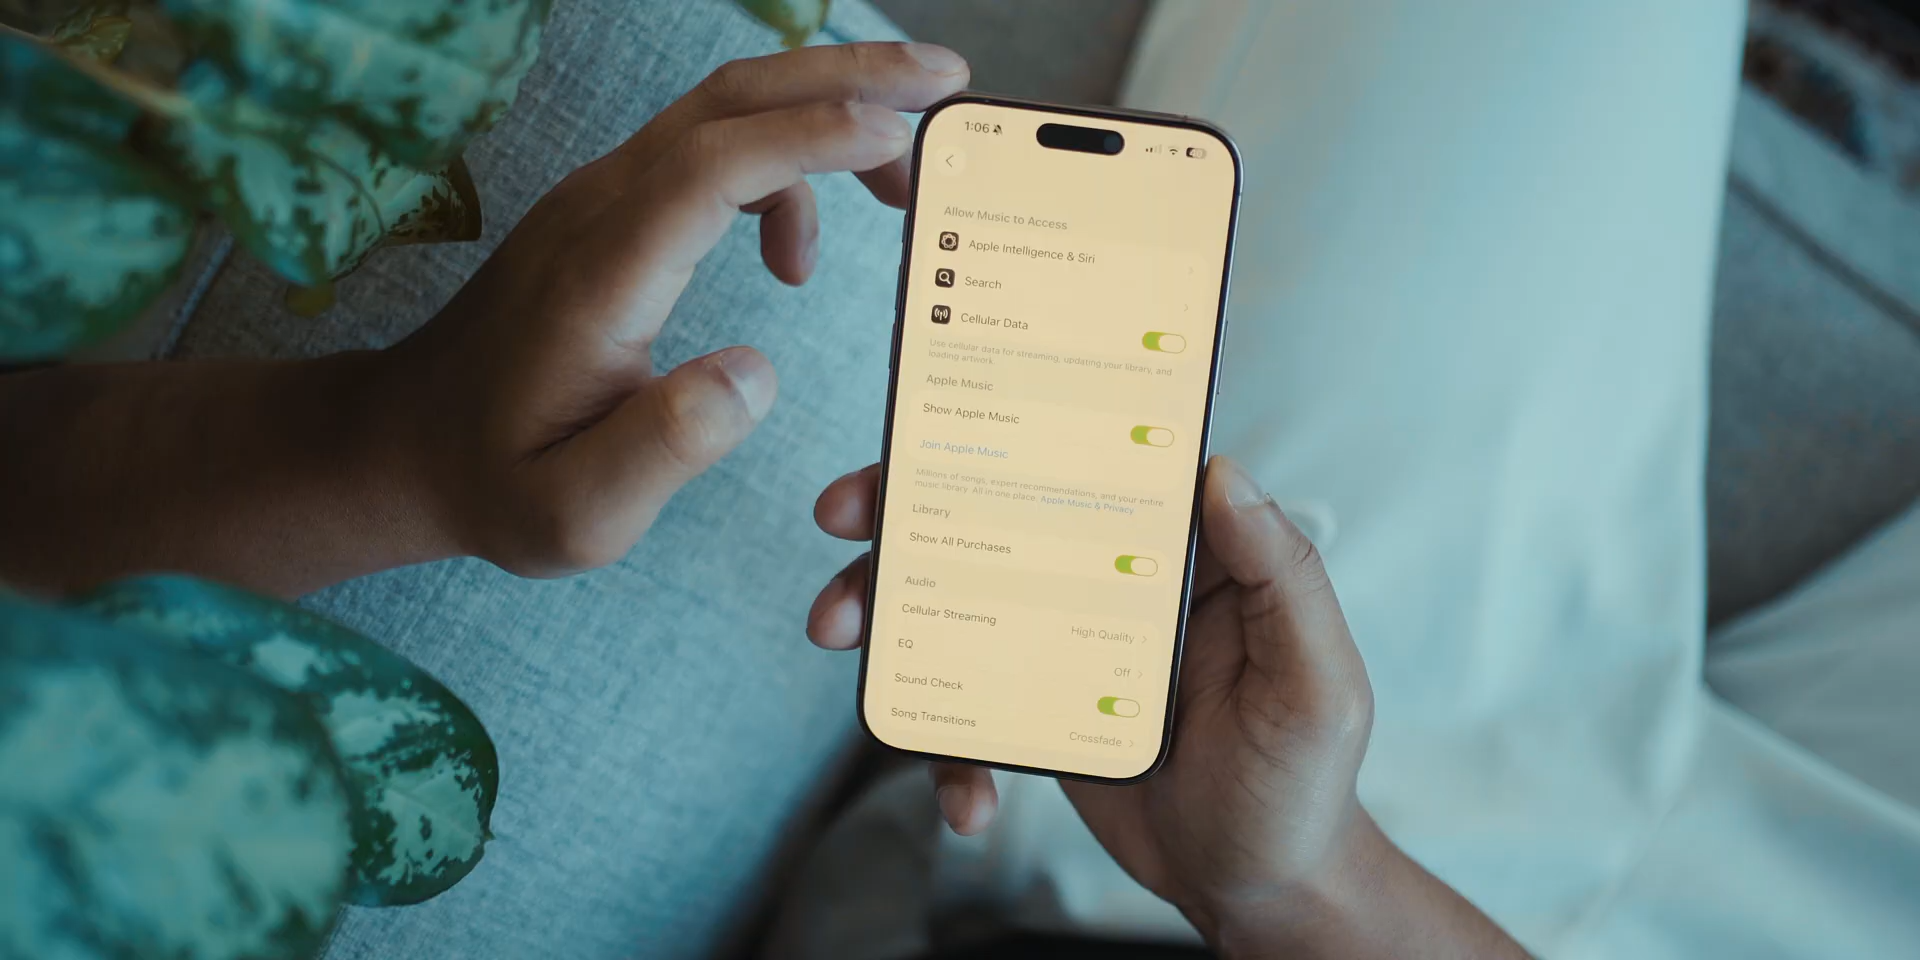 1:06
Allow Music to Access
Apple Intelligence & Siri
Search
Cellular Data
Use cellular data for streaming, updating your library, and
loading artwork.
Apple Music
Show Apple Music
Join Apple Music
Millions of songs, expert recommendations, and your entire
music library. All in one place. Apple Music & Privacy
Library
Show All Purchases
Audio
Cellular Streaming High Quality
EQ Off
Sound Check
Song Transitions Crossfade